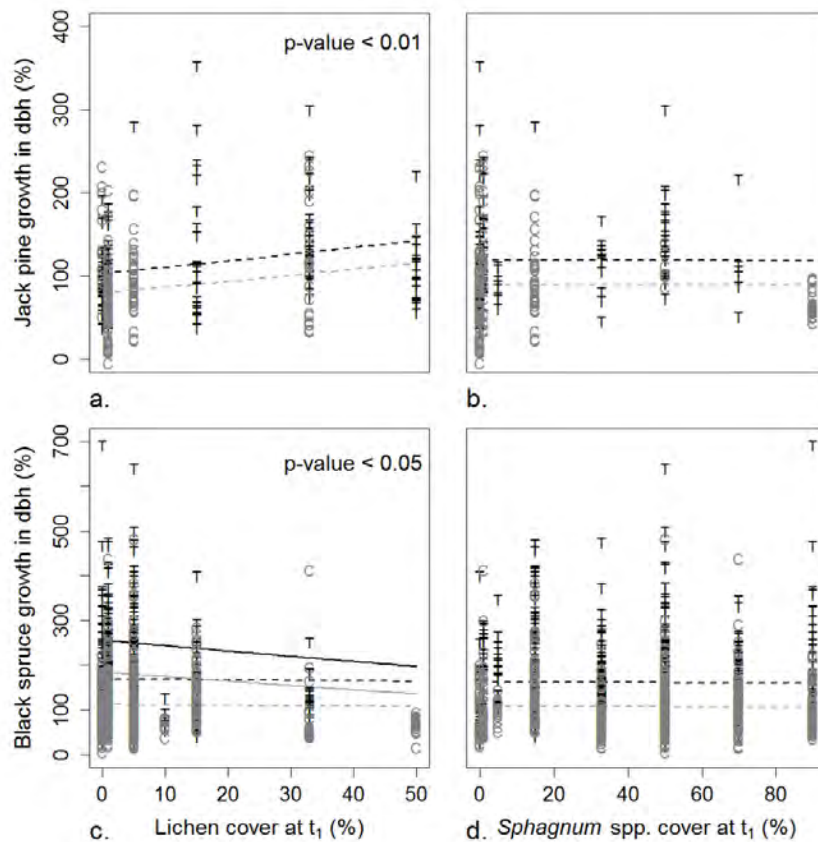 400
300
200
100
0
Jack pine growth in dbh (%)
p-value < 0.01
a.
b.
700
500
300
100
0
Black spruce growth in dbh (%)
p-value < 0.05
0 10 20 30 40 50
0 20 40 60 80
c. Lichen cover at t₁ (%)
d. Sphagnum spp. cover at t₁ (%)